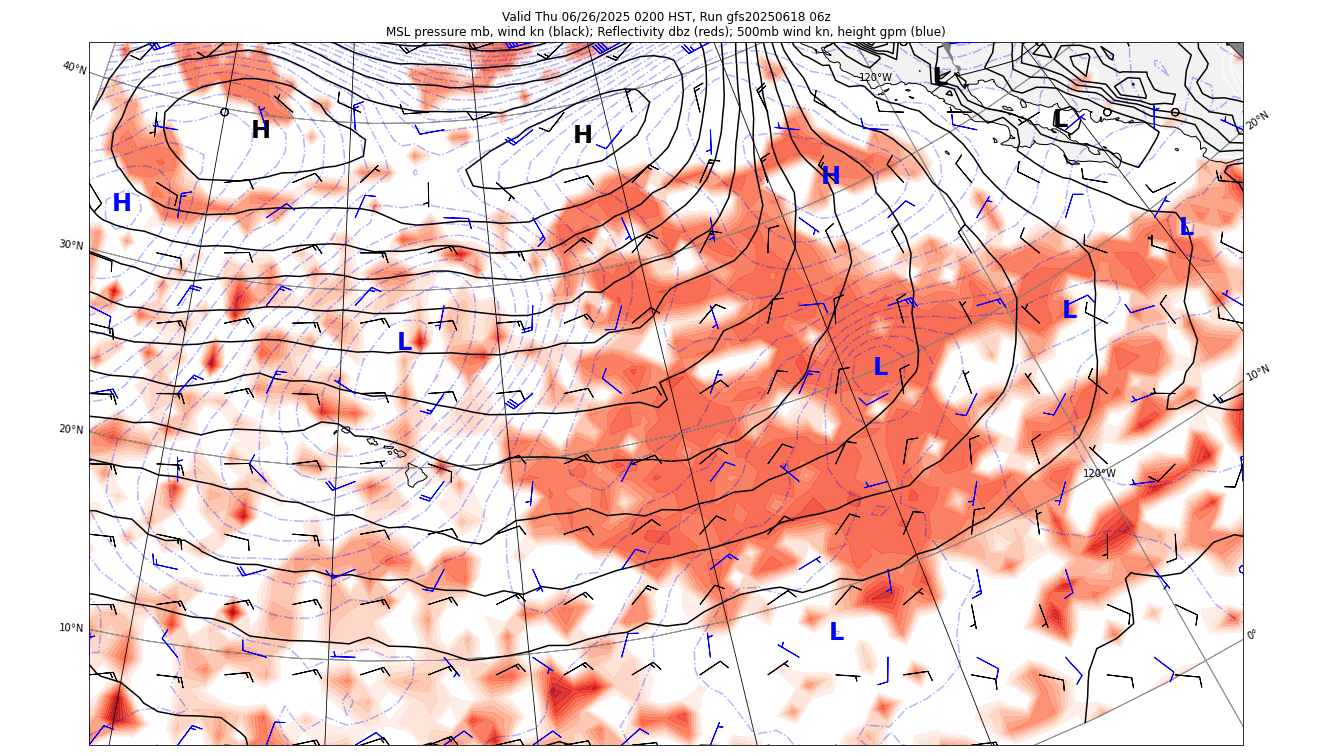 Valid Thu 06/26/2025 0200 HST, Run gfs20250618 06z
MSL pressure mb, wind kn (black); Reflectivity dbz (reds); 500mb wind kn, height gpm (blue)
40°N
120°W
L
L
20°N
H
H
H
H
L
30°N
L
L
L
10°N
20°N
120°W
10°N
L
0°